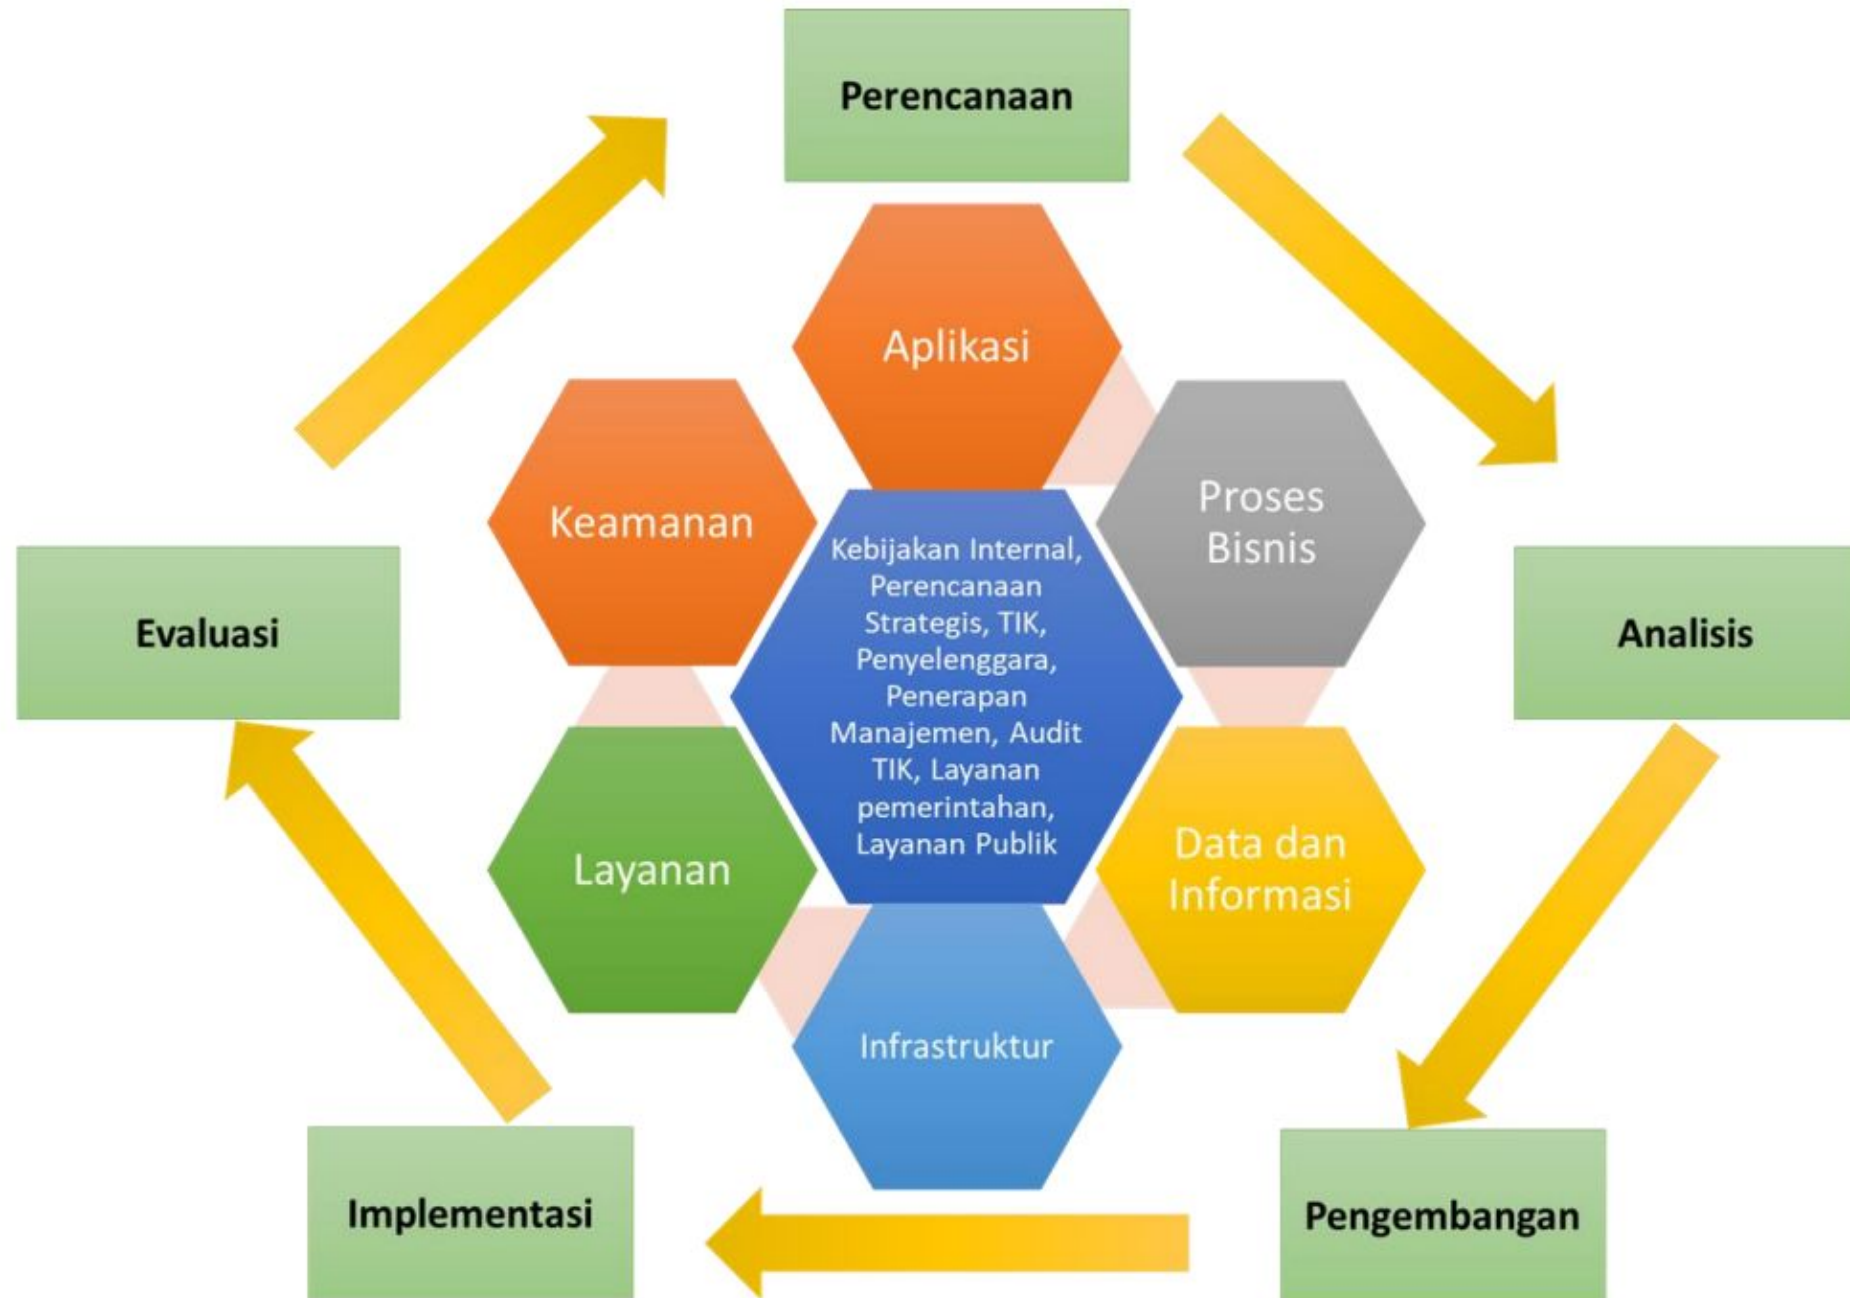 Perencanaan
Aplikasi
Keamanan
Proses
Bisnis
Kebijakan Internal,
Perencanaan
Strategis, TIK,
Penyelenggara,
Penerapan
Manajemen, Audit
TIK, Layanan
pemerintahan,
Layanan Publik
Evaluasi
Analisis
Layanan
Data dan
Informasi
Infrastruktur
Implementasi
Pengembangan